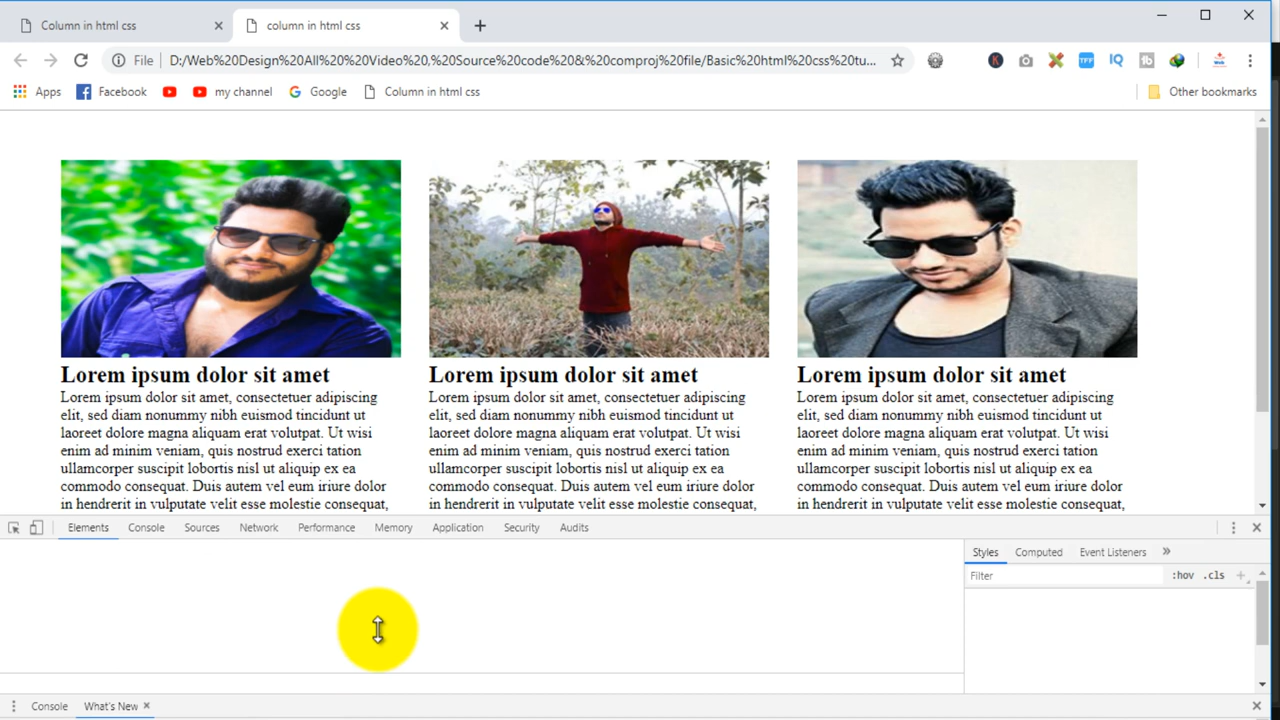 Column in html css
column in html css
File D:/Web%20Design%20All%20%20Video%20,%20Source%20code%20&%20comproj%20file/Basic%20html%20css%20tu...
TFF IQ tb
Apps Facebook my channel Google Column in html css Other bookmarks
Lorem ipsum dolor sit amet
Lorem ipsum dolor sit amet, consectetuer adipiscing
elit, sed diam nonummy nibh euismod tincidunt ut
laoreet dolore magna aliquam erat volutpat. Ut wisi
enim ad minim veniam, quis nostrud exerci tation
ullamcorper suscipit lobortis nisl ut aliquip ex ea
commodo consequat. Duis autem vel eum iriure dolor
in hendrerit in vulputate velit esse molestie consequat,
Lorem ipsum dolor sit amet
Lorem ipsum dolor sit amet, consectetuer adipiscing
elit, sed diam nonummy nibh euismod tincidunt ut
laoreet dolore magna aliquam erat volutpat. Ut wisi
enim ad minim veniam, quis nostrud exerci tation
ullamcorper suscipit lobortis nisl ut aliquip ex ea
commodo consequat. Duis autem vel eum iriure dolor
in hendrerit in vulputate velit esse molestie consequat,
Lorem ipsum dolor sit amet
Lorem ipsum dolor sit amet, consectetuer adipiscing
elit, sed diam nonummy nibh euismod tincidunt ut
laoreet dolore magna aliquam erat volutpat. Ut wisi
enim ad minim veniam, quis nostrud exerci tation
ullamcorper suscipit lobortis nisl ut aliquip ex ea
commodo consequat. Duis autem vel eum iriure dolor
in hendrerit in vulputate velit esse molestie consequat,
Elements Console Sources Network Performance Memory Application Security Audits
Styles Computed Event Listeners »
Filter :hov .cls +
Console What's New